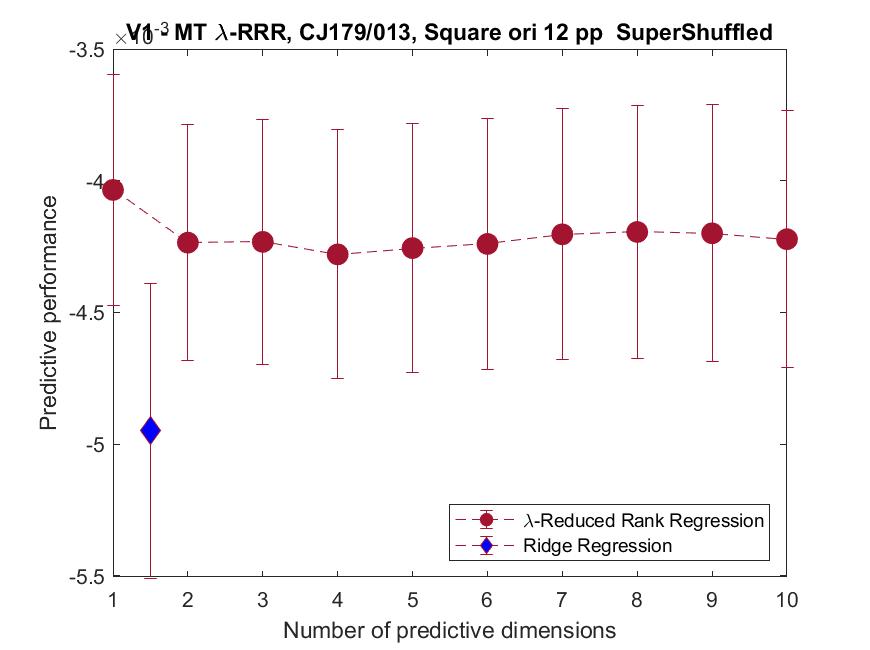 ×10-3
V1 - MT λ-RRR, CJ179/013, Square ori 12 pp  SuperShuffled
-3.5
-4
-4.5
-5
-5.5
Predictive performance
1 2 3 4 5 6 7 8 9 10
Number of predictive dimensions
λ-Reduced Rank Regression
Ridge Regression